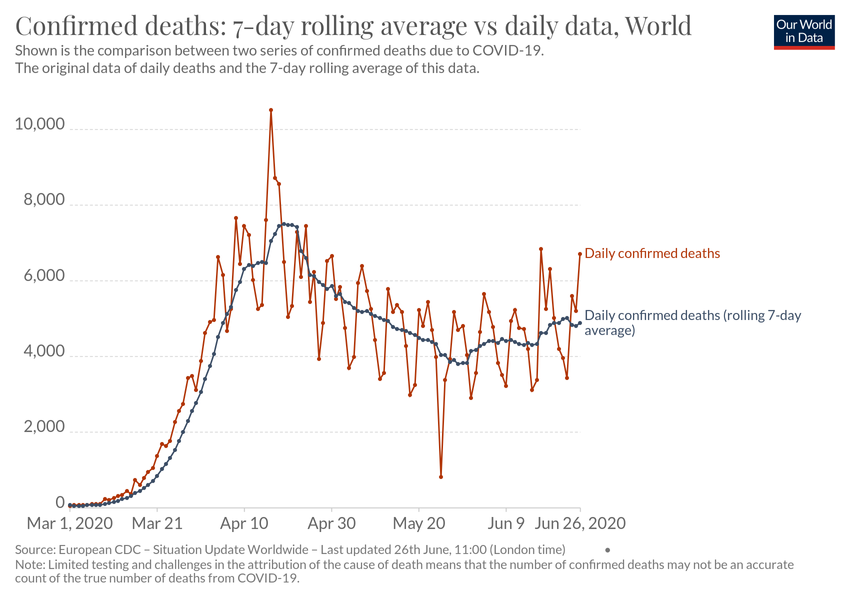 Confirmed deaths: 7-day rolling average vs daily data, World
Our World
in Data
Shown is the comparison between two series of confirmed deaths due to COVID-19.
The original data of daily deaths and the 7-day rolling average of this data.
10,000
8,000
6,000
4,000
2,000
0
Daily confirmed deaths
Daily confirmed deaths (rolling 7-day
average)
Mar 1, 2020 Mar 21 Apr 10 Apr 30 May 20 Jun 9 Jun 26, 2020
Source: European CDC – Situation Update Worldwide – Last updated 26th June, 11:00 (London time) •
Note: Limited testing and challenges in the attribution of the cause of death means that the number of confirmed deaths may not be an accurate
count of the true number of deaths from COVID-19.